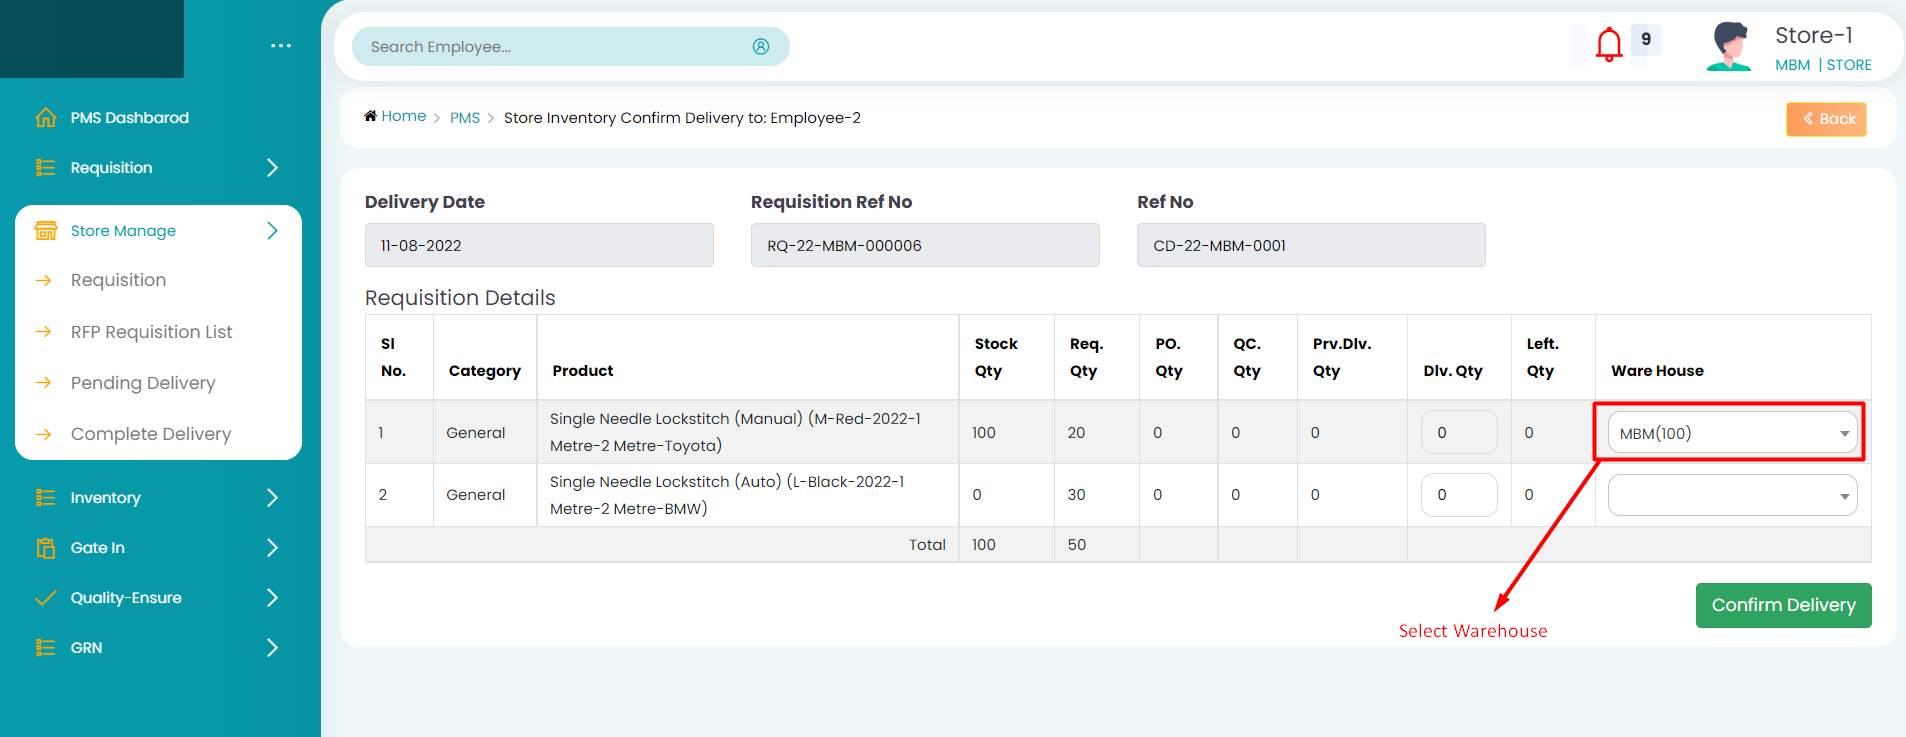 Search Employee...
9
Store-1
MBM | STORE
PMS Dashbarod
Requisition
Store Manage
Requisition
RFP Requisition List
Pending Delivery
Complete Delivery
Inventory
Gate In
Quality-Ensure
GRN
Home > PMS > Store Inventory Confirm Delivery to: Employee-2
Back
Delivery Date Requisition Ref No Ref No
11-08-2022 RQ-22-MBM-000006 CD-22-MBM-0001
Requisition Details
Sl No. Category Product Stock Qty Req. Qty PO. Qty QC. Qty Prv.Dlv. Qty Dlv. Qty Left. Qty Ware House
1 General Single Needle Lockstitch (Manual) (M-Red-2022-1 Metre-2 Metre-Toyota) 100 20 0 0 0 0 0 MBM(100)
2 General Single Needle Lockstitch (Auto) (L-Black-2022-1 Metre-2 Metre-BMW) 0 30 0 0 0 0 0
Total 100 50
Confirm Delivery
Select Warehouse